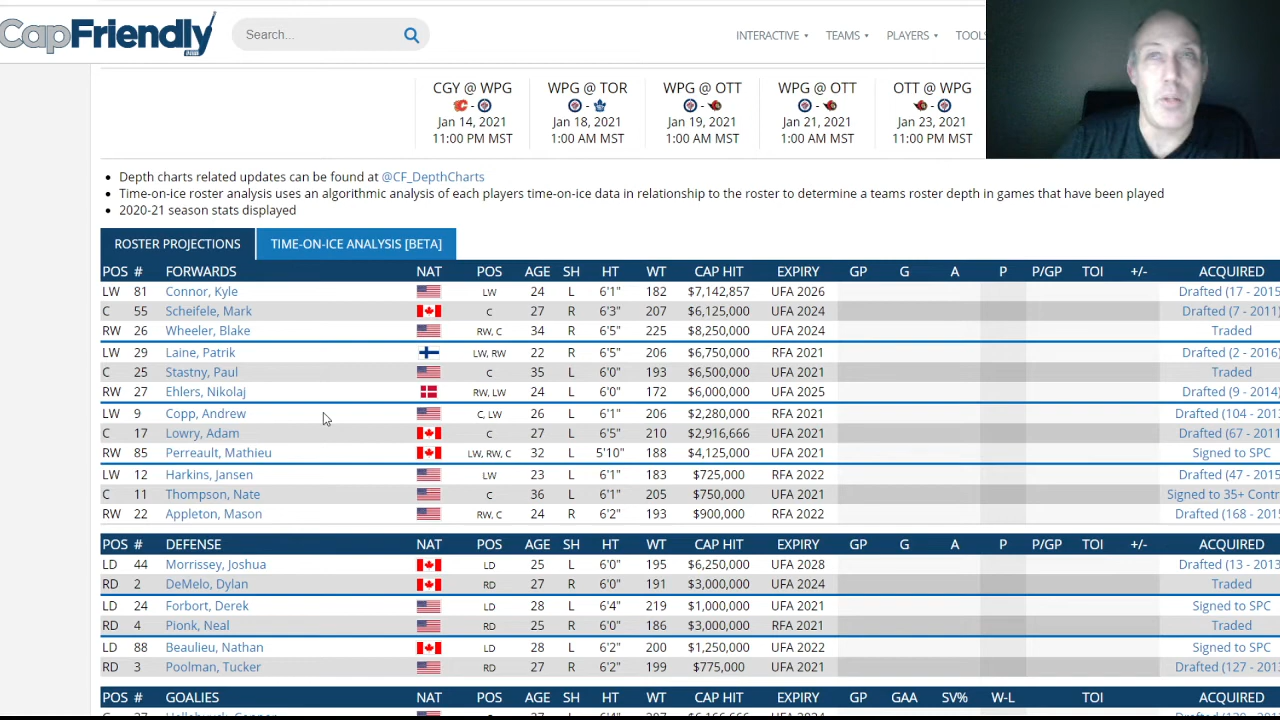 CapFriendly
Search...
INTERACTIVE TEAMS PLAYERS TOOLS
CGY @ WPG WPG @ TOR WPG @ OTT WPG @ OTT OTT @ WPG
- - - - -
Jan 14, 2021 Jan 18, 2021 Jan 19, 2021 Jan 21, 2021 Jan 23, 2021
11:00 PM MST 1:00 AM MST 1:00 AM MST 1:00 AM MST 11:00 PM MST
• Depth charts related updates can be found at @CF_DepthCharts
• Time-on-ice roster analysis uses an algorithmic analysis of each players time-on-ice data in relationship to the roster to determine a teams roster depth in games that have been played
• 2020-21 season stats displayed
ROSTER PROJECTIONS TIME-ON-ICE ANALYSIS [BETA]
POS # FORWARDS NAT POS AGE SH HT WT CAP HIT EXPIRY GP G A P P/GP TOI +/- ACQUIRED
LW 81 Connor, Kyle LW 24 L 6'1" 182 $7,142,857 UFA 2026 Drafted (17 - 2015
C 55 Scheifele, Mark C 27 R 6'3" 207 $6,125,000 UFA 2024 Drafted (7 - 2011)
RW 26 Wheeler, Blake RW, C 34 R 6'5" 225 $8,250,000 UFA 2024 Traded
LW 29 Laine, Patrik LW, RW 22 R 6'5" 206 $6,750,000 RFA 2021 Drafted (2 - 2016)
C 25 Stastny, Paul C 35 L 6'0" 193 $6,500,000 UFA 2021 Traded
RW 27 Ehlers, Nikolaj RW, LW 24 L 6'0" 172 $6,000,000 UFA 2025 Drafted (9 - 2014)
LW 9 Copp, Andrew C, LW 26 L 6'1" 206 $2,280,000 RFA 2021 Drafted (104 - 201
C 17 Lowry, Adam C 27 L 6'5" 210 $2,916,666 UFA 2021 Drafted (67 - 2011
RW 85 Perreault, Mathieu LW, RW, C 32 L 5'10" 188 $4,125,000 UFA 2021 Signed to SPC
LW 12 Harkins, Jansen LW 23 L 6'1" 183 $725,000 RFA 2022 Drafted (47 - 2015
C 11 Thompson, Nate C 36 L 6'1" 205 $750,000 UFA 2021 Signed to 35+ Contr
RW 22 Appleton, Mason RW, C 24 R 6'2" 193 $900,000 RFA 2022 Drafted (168 - 2015
POS # DEFENSE NAT POS AGE SH HT WT CAP HIT EXPIRY GP G A P P/GP TOI +/- ACQUIRED
LD 44 Morrissey, Joshua LD 25 L 6'0" 195 $6,250,000 UFA 2028 Drafted (13 - 2013
RD 2 DeMelo, Dylan RD 27 R 6'0" 191 $3,000,000 UFA 2024 Traded
LD 24 Forbort, Derek LD 28 L 6'4" 219 $1,000,000 UFA 2021 Signed to SPC
RD 4 Pionk, Neal RD 25 R 6'0" 186 $3,000,000 RFA 2021 Traded
LD 88 Beaulieu, Nathan LD 28 L 6'2" 200 $1,250,000 UFA 2022 Signed to SPC
RD 3 Poolman, Tucker RD 27 R 6'2" 199 $775,000 UFA 2021 Drafted (127 - 201
POS # GOALIES NAT POS AGE SH HT WT CAP HIT EXPIRY GP GAA SV% W-L TOI ACQUIRED